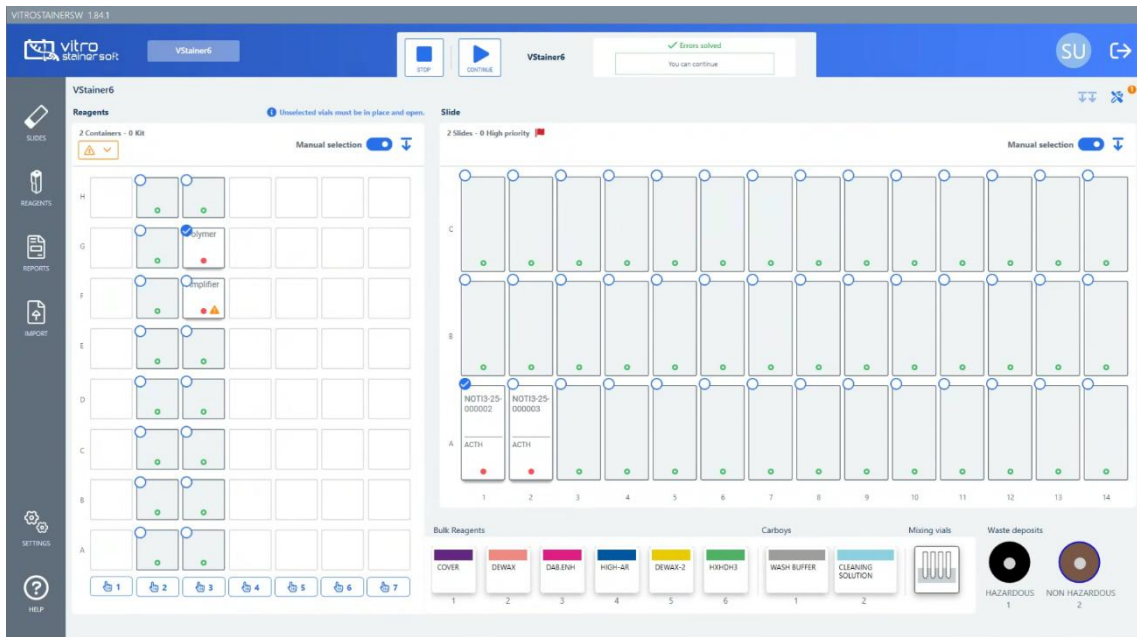 VITROSTAINERSW 1.84.1
vitro
stainer soft
VStainer6
STOP
CONTINUE
VStainer6
Errors solved
You can continue
SU
SLIDES
REAGENTS
REPORTS
IMPORT
SETTINGS
HELP
VStainer6
Reagents
Unselected vials must be in place and open.
2 Containers - 0 Kit
Manual selection
H
G
olymer
F
mplifier
E
D
C
B
A
1
2
3
4
5
6
7
Slide
1
2 Slides - 0 High priority
Manual selection
C
B
A
NOTI3-25-
000002
ACTH
NOTI3-25-
000003
ACTH
1
2
3
4
5
6
7
8
9
10
11
12
13
14
Bulk Reagents
COVER
1
DEWAX
2
DAB.ENH
3
HIGH-AR
4
DEWAX-2
5
HXHDH3
6
Carboys
WASH BUFFER
1
CLEANING
SOLUTION
2
Mixing vials
Waste deposits
HAZARDOUS
1
NON HAZARDOUS
2